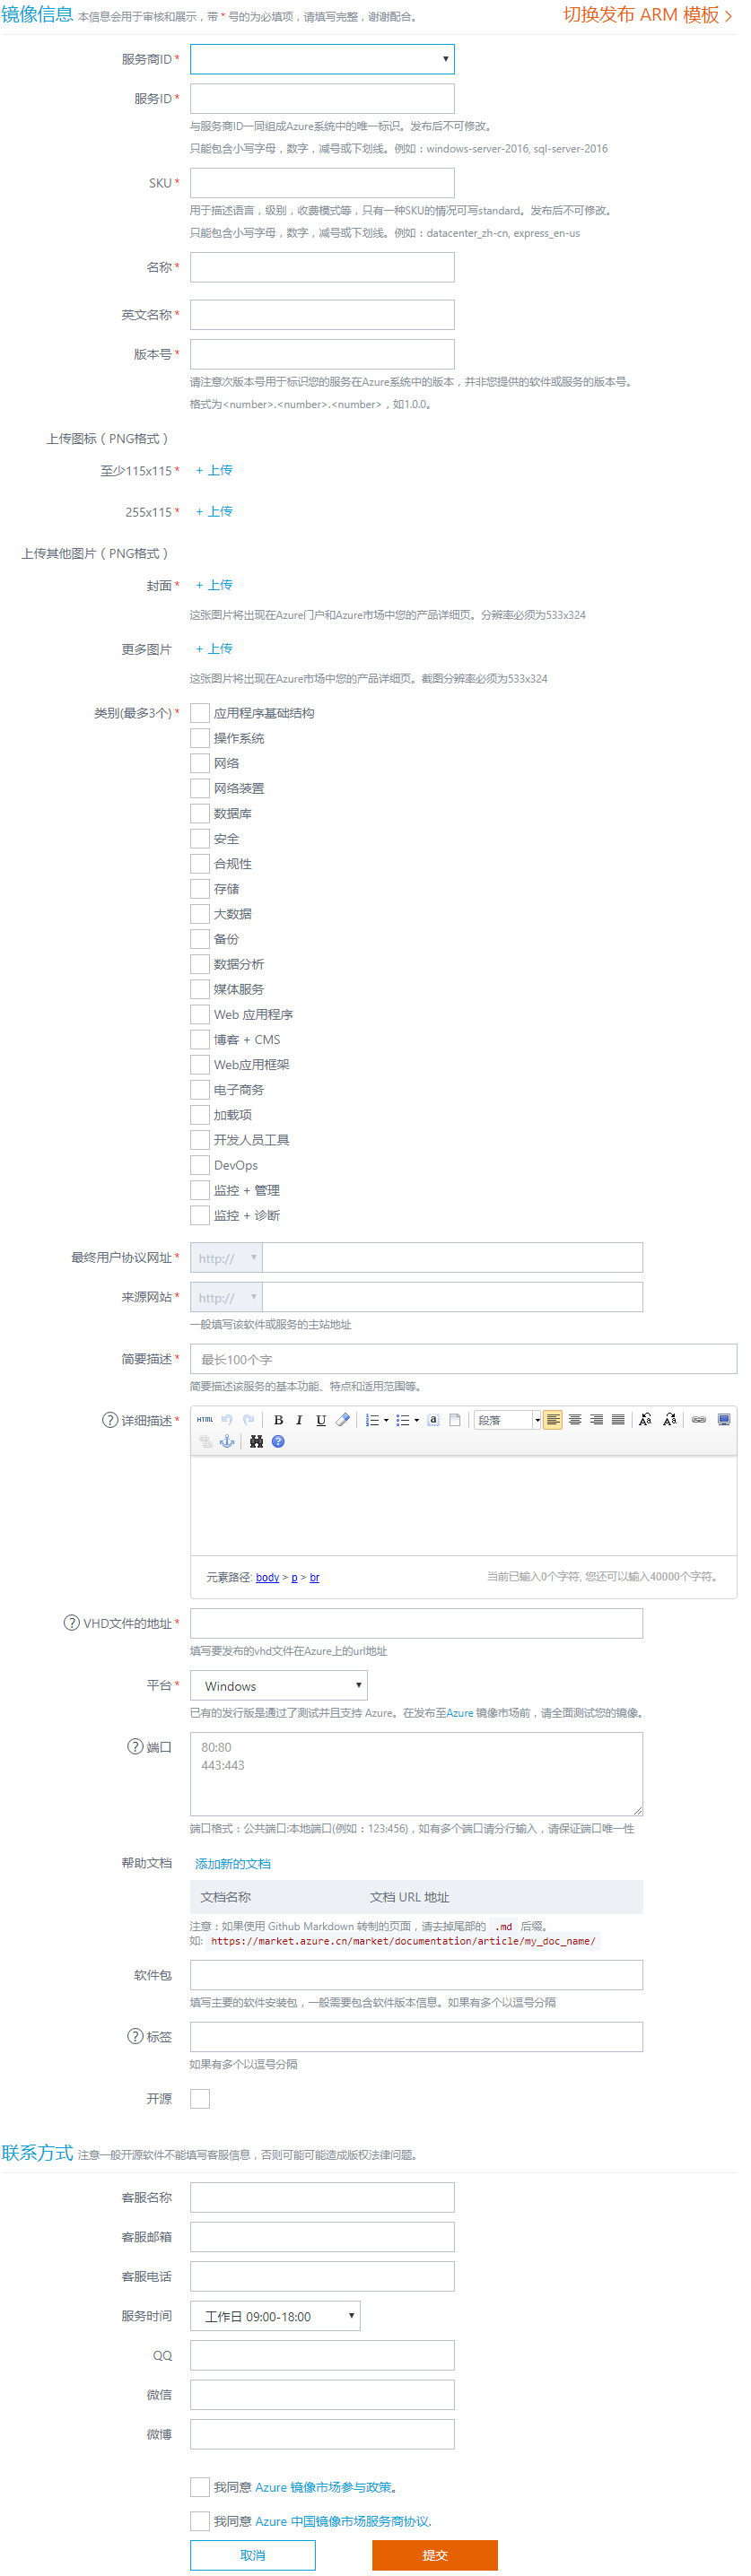 镜像信息 本信息会用于审核和展示，带 * 号的为必填项，请填写完整，谢谢配合。 切换发布 ARM 模板 >
服务商ID *
服务ID *
与服务商ID一同组成Azure系统中的唯一标识。发布后不可修改。
只能包含小写字母，数字，减号或下划线。例如：windows-server-2016, sql-server-2016
SKU *
用于描述语言，级别，收费模式等，只有一种SKU的情况可写standard。发布后不可修改。
只能包含小写字母，数字，减号或下划线。例如：datacenter_zh-cn, express_en-us
名称 *
英文名称 *
版本号 *
请注意次版本号用于标识您的服务在Azure系统中的版本，并非您提供的软件或服务的版本号。
格式为<number>.<number>.<number>，如1.0.0。
上传图标（PNG格式）
至少115x115 * + 上传
255x115 * + 上传
上传其他图片（PNG格式）
封面 * + 上传
这张图片将出现在Azure门户和Azure市场中您的产品详细页。分辨率必须为533x324
更多图片 + 上传
这张图片将出现在Azure市场中您的产品详细页。截图分辨率必须为533x324
类别(最多3个) * 应用程序基础结构
操作系统
网络
网络装置
数据库
安全
合规性
存储
大数据
备份
数据分析
媒体服务
Web 应用程序
博客 + CMS
Web应用框架
电子商务
加载项
开发人员工具
DevOps
监控 + 管理
监控 + 诊断
最终用户协议网址 * http://
来源网站 * http://
一般填写该软件或服务的主站地址
简要描述 * 最长100个字
简要描述该服务的基本功能、特点和适用范围等。
? 详细描述 * HTML B I U a 段落 Aa Aa
?
元素路径: body > p > br 当前已输入0个字符, 您还可以输入40000个字符。
? VHD文件的地址 *
填写要发布的vhd文件在Azure上的url地址
平台 * Windows
已有的发行版是通过了测试并且支持 Azure。在发布至Azure 镜像市场前，请全面测试您的镜像。
? 端口 80:80
443:443
端口格式：公共端口:本地端口(例如：123:456)，如有多个端口请分行输入，请保证端口唯一性
帮助文档 添加新的文档
文档名称 文档 URL 地址
注意：如果使用 Github Markdown 转制的页面，请去掉尾部的 .md 后缀。
如: https://market.azure.cn/market/documentation/article/my_doc_name/
软件包
填写主要的软件安装包，一般需要包含软件版本信息。如果有多个以逗号分隔
? 标签
如果有多个以逗号分隔
开源
联系方式 注意一般开源软件不能填写客服信息，否则可能可能造成版权法律问题。
客服名称
客服邮箱
客服电话
服务时间 工作日 09:00-18:00
QQ
微信
微博
我同意 Azure 镜像市场参与政策。
我同意 Azure 中国镜像市场服务商协议.
取消 提交